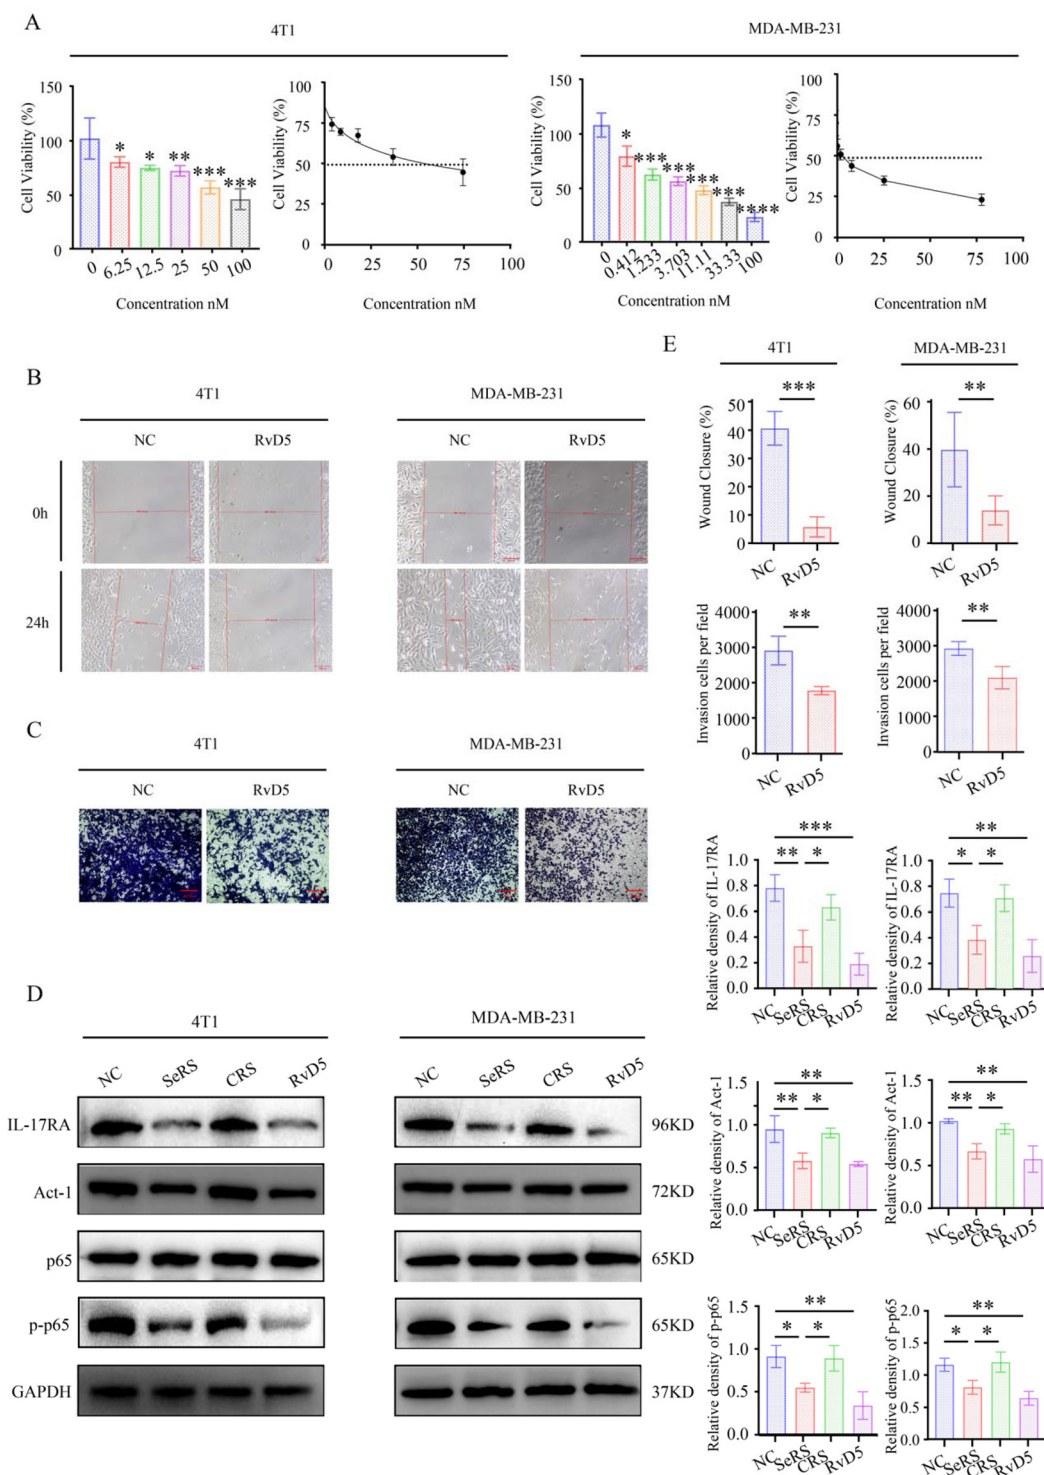 A
4T1
MDA-MB-231
Cell Viability (%)
150
100
50
0
* * ** *** ***
0 6.25 12.5 25 50 100
Concentration nM
Cell Viability (%)
100
75
50
25
0
0 25 50 75 100
Concentration nM
Cell Viability (%)
150
100
50
0
* *** *** *** *** ****
0 0.412 1.233 3.703 11.11 33.33 100
Concentration nM
Cell Viability (%)
100
75
50
25
0
0 25 50 75 100
Concentration nM
B
4T1
MDA-MB-231
NC RvD5 NC RvD5
0h
24h
C
4T1
MDA-MB-231
NC RvD5 NC RvD5
D
4T1
MDA-MB-231
NC SeRS CRS RvD5
NC SeRS CRS RvD5
IL-17RA 96KD
Act-1 72KD
p65 65KD
p-p65 65KD
GAPDH 37KD
E
4T1
MDA-MB-231
Wound Closure (%)
50
40
30
20
10
0
***
NC RvD5
Wound Closure (%)
60
40
20
0
**
NC RvD5
Invasion cells per field
4000
3000
2000
1000
0
**
NC RvD5
Invasion cells per field
4000
3000
2000
1000
0
**
NC RvD5
Relative density of IL-17RA
1.0
0.8
0.6
0.4
0.2
0.0
***
** *
NC SeRS CRS RvD5
Relative density of IL-17RA
1.0
0.8
0.6
0.4
0.2
0.0
**
* *
NC SeRS CRS RvD5
Relative density of Act-1
1.5
1.0
0.5
0.0
**
** *
NC SeRS CRS RvD5
Relative density of Act-1
1.5
1.0
0.5
0.0
**
** *
NC SeRS CRS RvD5
Relative density of p-p65
1.5
1.0
0.5
0.0
**
* *
NC SeRS CRS RvD5
Relative density of p-p65
2.0
1.5
1.0
0.5
0.0
**
* *
NC SeRS CRS RvD5